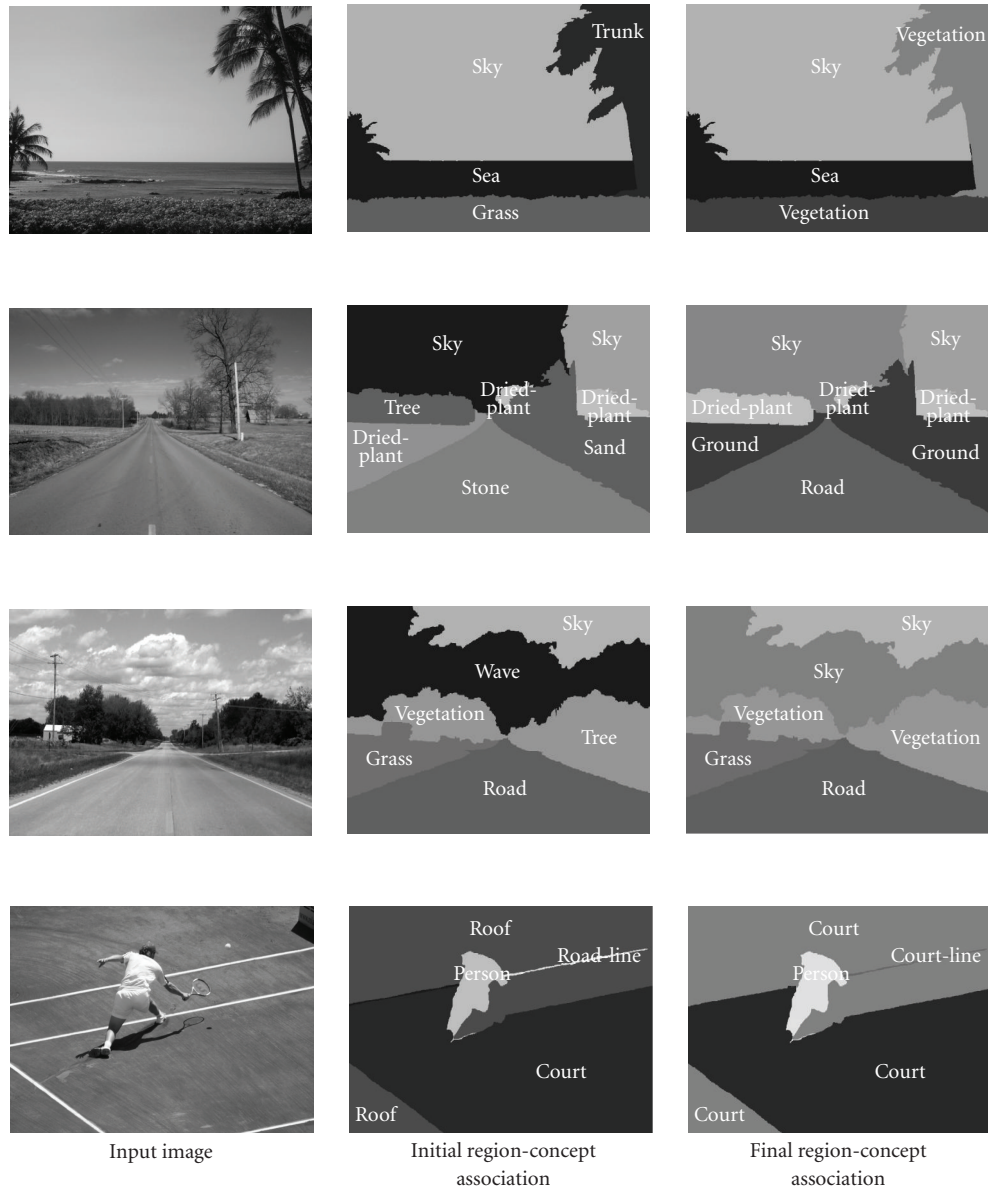 Trunk
Sky
Sea
Grass
Vegetation
Sky
Sea
Vegetation
Sky
Sky
Dried-
plant
Dried-
plant
Tree
Dried-
plant
Sand
Stone
Sky
Sky
Dried-plant
Dried-
plant
Dried-
plant
Ground
Ground
Road
Sky
Wave
Vegetation
Tree
Grass
Road
Sky
Sky
Vegetation
Vegetation
Grass
Road
Roof
Road-line
Person
Court
Roof
Court
Court-line
Person
Court
Court
Input image
Initial region-concept
association
Final region-concept
association